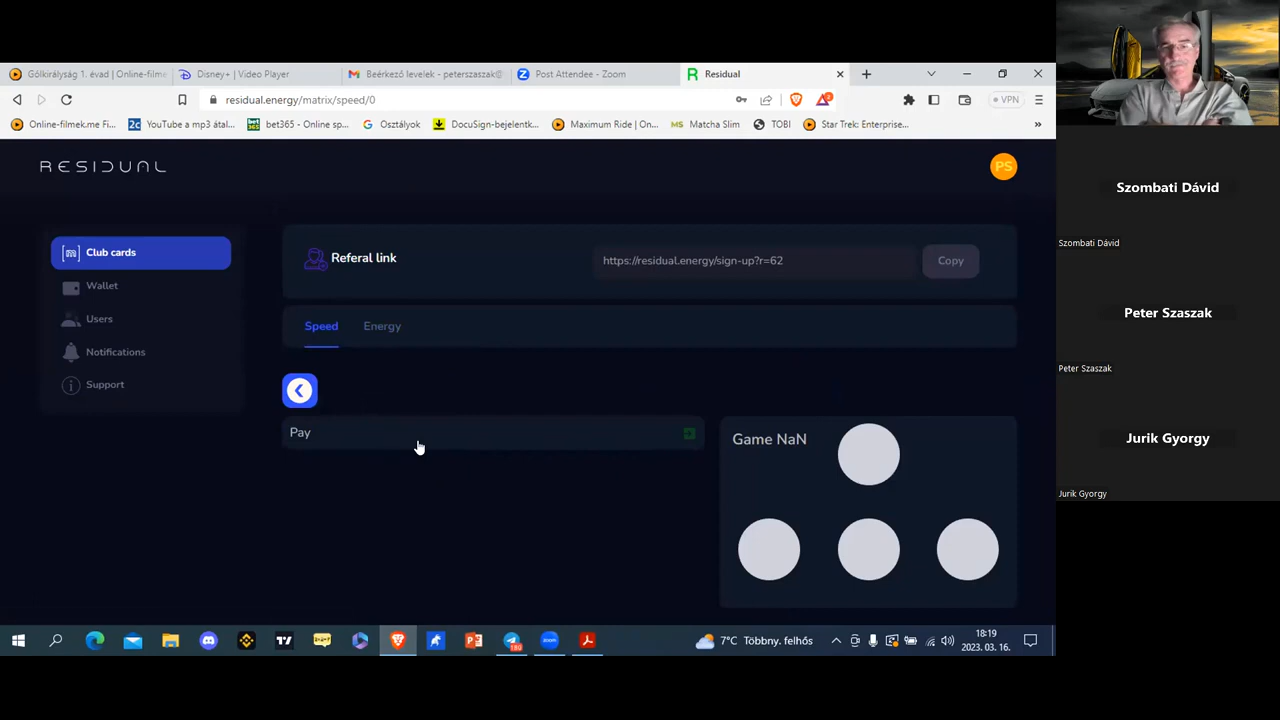 Gólkirályság 1. évad | Online-filme
Disney+ | Video Player
Beérkező levelek - peterszaszak@
Post Attendee - Zoom
Residual
residual.energy/matrix/speed/0
VPN
Online-filmek.me Fi...
YouTube a mp3 átal...
bet365 - Online sp...
Osztályok
DocuSign-bejelentk...
Maximum Ride | On...
MS Matcha Slim
TOBI
Star Trek: Enterprise...
RESIDUAL
PS
Club cards
Wallet
Users
Notifications
Support
Referal link
https://residual.energy/sign-up?r=62
Copy
Speed
Energy
Pay
Game NaN
Szombati Dávid
Szombati Dávid
Peter Szaszak
Peter Szaszak
Jurik Gyorgy
Jurik Gyorgy
7°C Többny. felhős
18:19
2023. 03. 16.